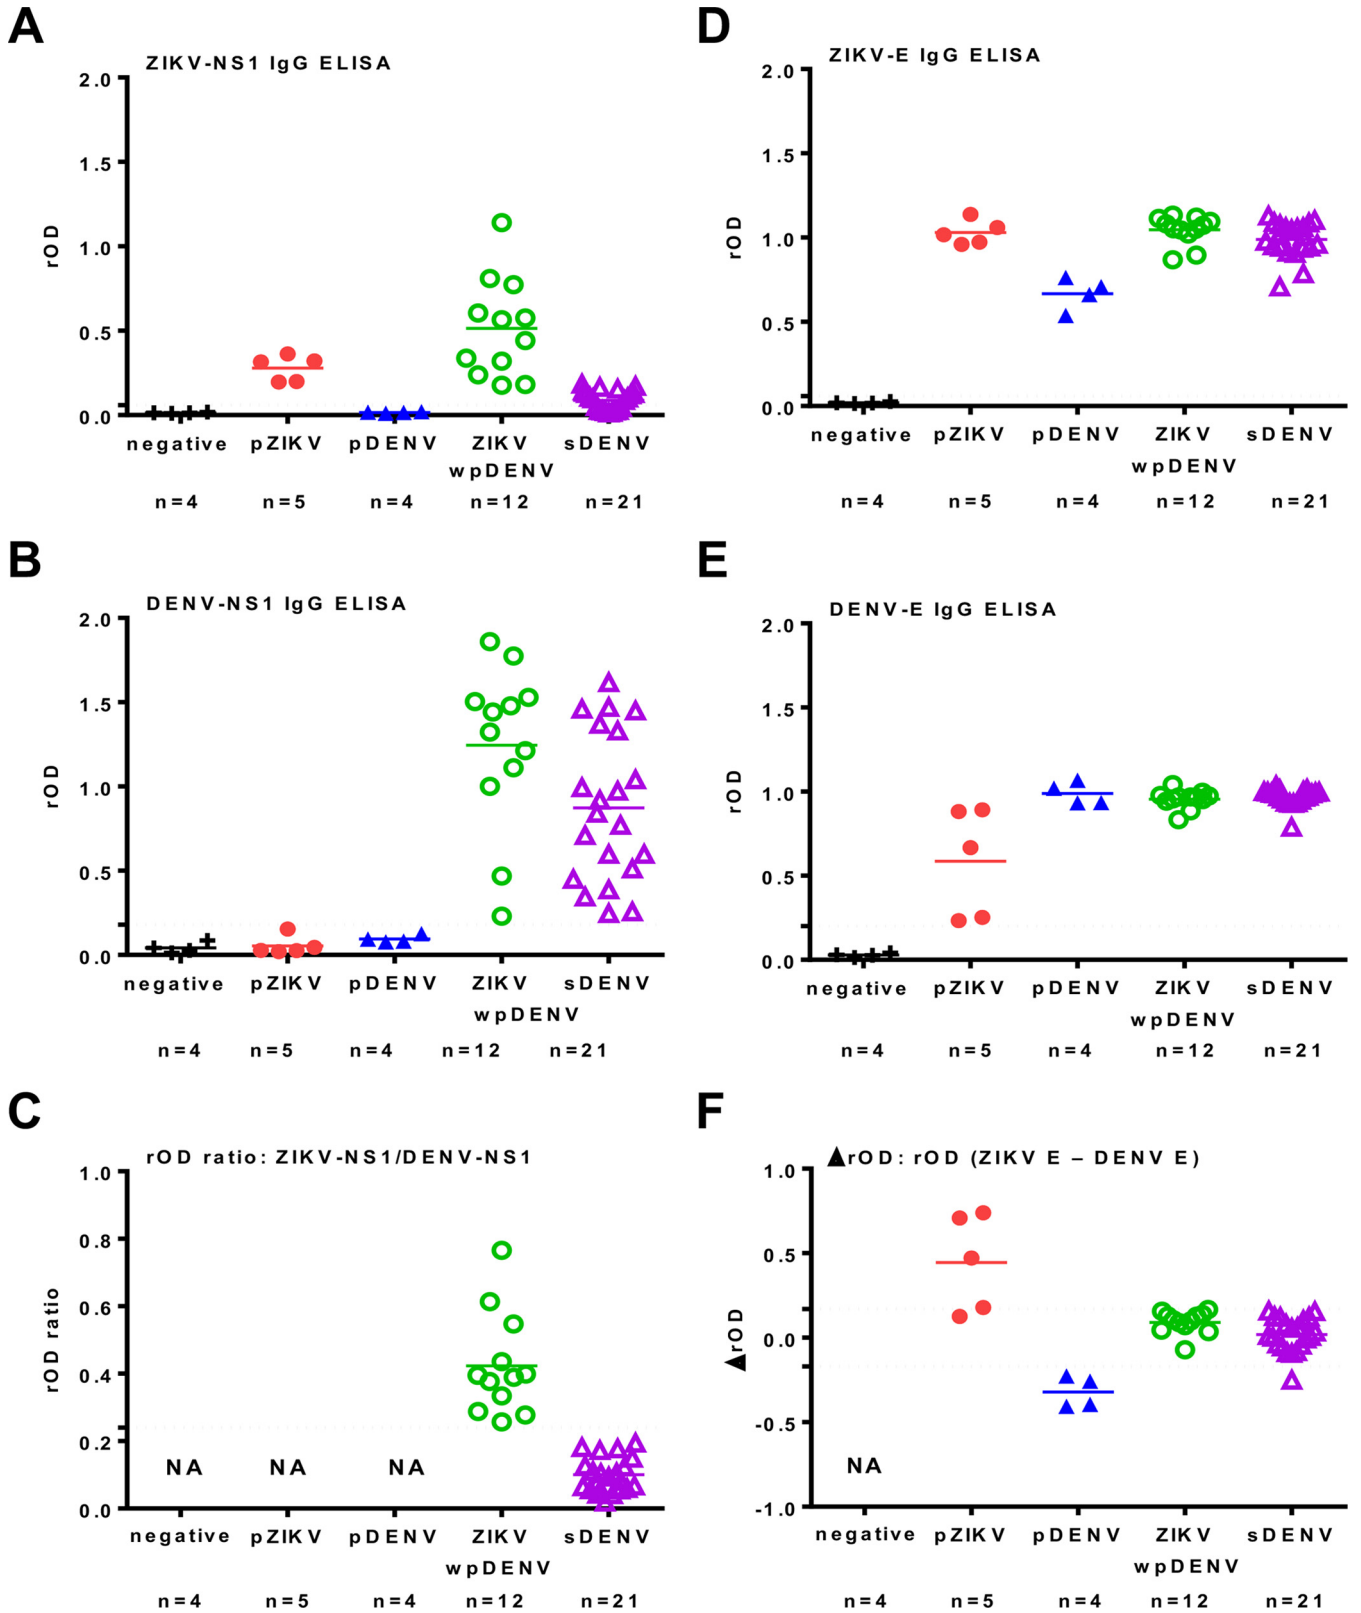 A
ZIKV-NS1 IgG ELISA
2.0
1.5
1.0
0.5
0.0
rOD
negative pZIKV pDENV ZIKV sDENV
wpDENV
n=4 n=5 n=4 n=12 n=21
B
DENV-NS1 IgG ELISA
2.0
1.5
1.0
0.5
0.0
rOD
negative pZIKV pDENV ZIKV sDENV
wpDENV
n=4 n=5 n=4 n=12 n=21
C
rOD ratio: ZIKV-NS1/DENV-NS1
1.0
0.8
0.6
0.4
0.2
0.0
rOD ratio
NA NA NA
negative pZIKV pDENV ZIKV sDENV
wpDENV
n=4 n=5 n=4 n=12 n=21
D
ZIKV-E IgG ELISA
2.0
1.5
1.0
0.5
0.0
rOD
negative pZIKV pDENV ZIKV sDENV
wpDENV
n=4 n=5 n=4 n=12 n=21
E
DENV-E IgG ELISA
2.0
1.5
1.0
0.5
0.0
rOD
negative pZIKV pDENV ZIKV sDENV
wpDENV
n=4 n=5 n=4 n=12 n=21
F
▲rOD: rOD (ZIKV E – DENV E)
1.0
0.5
0.0
-0.5
-1.0
▲rOD
NA
negative pZIKV pDENV ZIKV sDENV
wpDENV
n=4 n=5 n=4 n=12 n=21